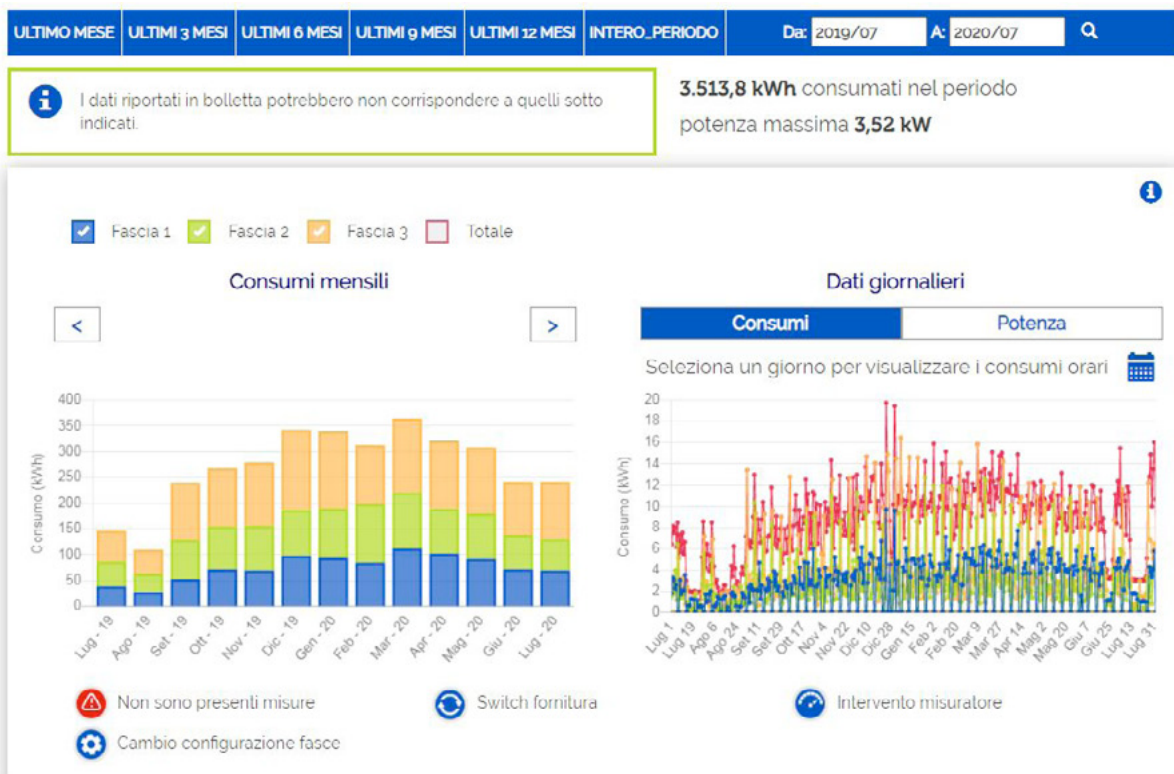 ULTIMO MESE ULTIMI 3 MESI ULTIMI 6 MESI ULTIMI 9 MESI ULTIMI 12 MESI INTERO_PERIODO Da: 2019/07 A: 2020/07
I dati riportati in bolletta potrebbero non corrispondere a quelli sotto
indicati.
3.513,8 kWh consumati nel periodo
potenza massima 3,52 kW
Fascia 1 Fascia 2 Fascia 3 Totale
Consumi mensili
< >
Consumo (kWh)
400
350
300
250
200
150
100
50
0
Lug - 19 Ago - 19 Set - 19 Ott - 19 Nov - 19 Dic - 19 Gen - 20 Feb - 20 Mar - 20 Apr - 20 Mag - 20 Giu - 20 Lug - 20
Dati giornalieri
Consumi Potenza
Seleziona un giorno per visualizzare i consumi orari
Consumo (kWh)
20
18
16
14
12
10
8
6
4
2
0
Lug 1 Lug 19 Ago 6 Ago 24 Set 11 Set 29 Ott 17 Nov 4 Nov 22 Dic 10 Dic 28 Gen 15 Feb 2 Feb 20 Mar 9 Mar 27 Apr 14 Mag 2 Mag 20 Giu 7 Giu 25 Lug 13 Lug 31
Non sono presenti misure Switch fornitura Intervento misuratore
Cambio configurazione fasce